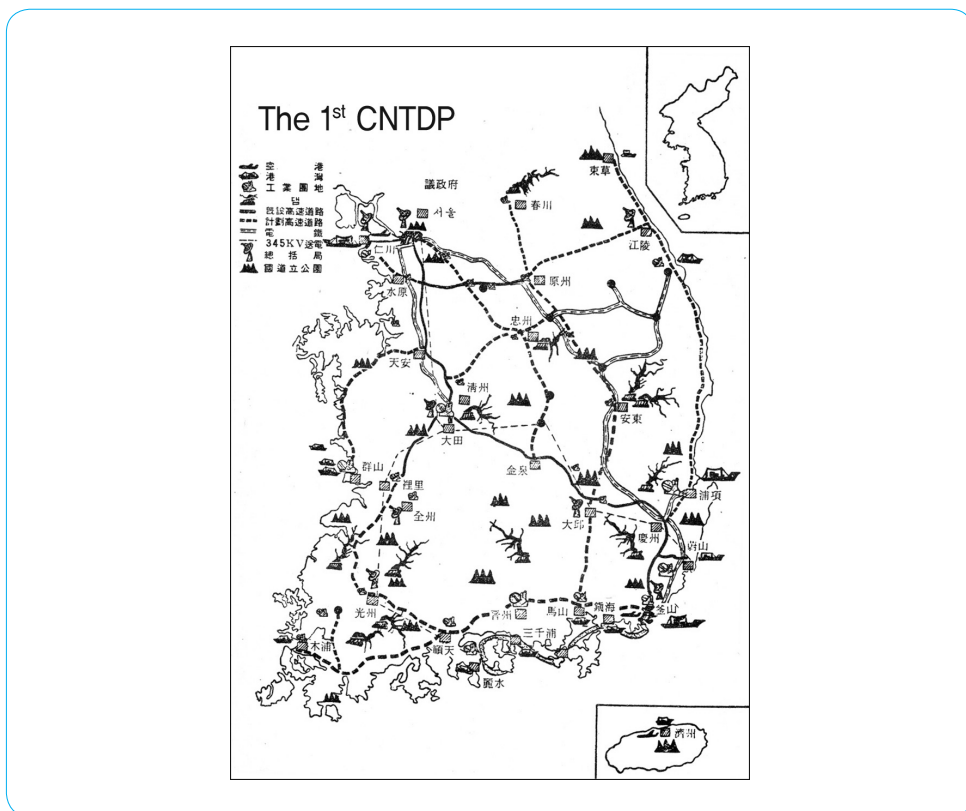 The 1st CNTDP
空 港
港 灣
工 業 團 地
댐
旣設高速道路
計劃高速道路
電 鐵
345KV送電
總 括 局
國道立公園
束草
議政府
서울
春川
江陵
仁川
水原
原州
忠州
天安
淸州
安東
大田
金泉
群山
浦項
裡里
全州
大邱
慶州
蔚山
光州
晋州
馬山
鎭海
釜山
木浦
順天
三千浦
麗水
濟州